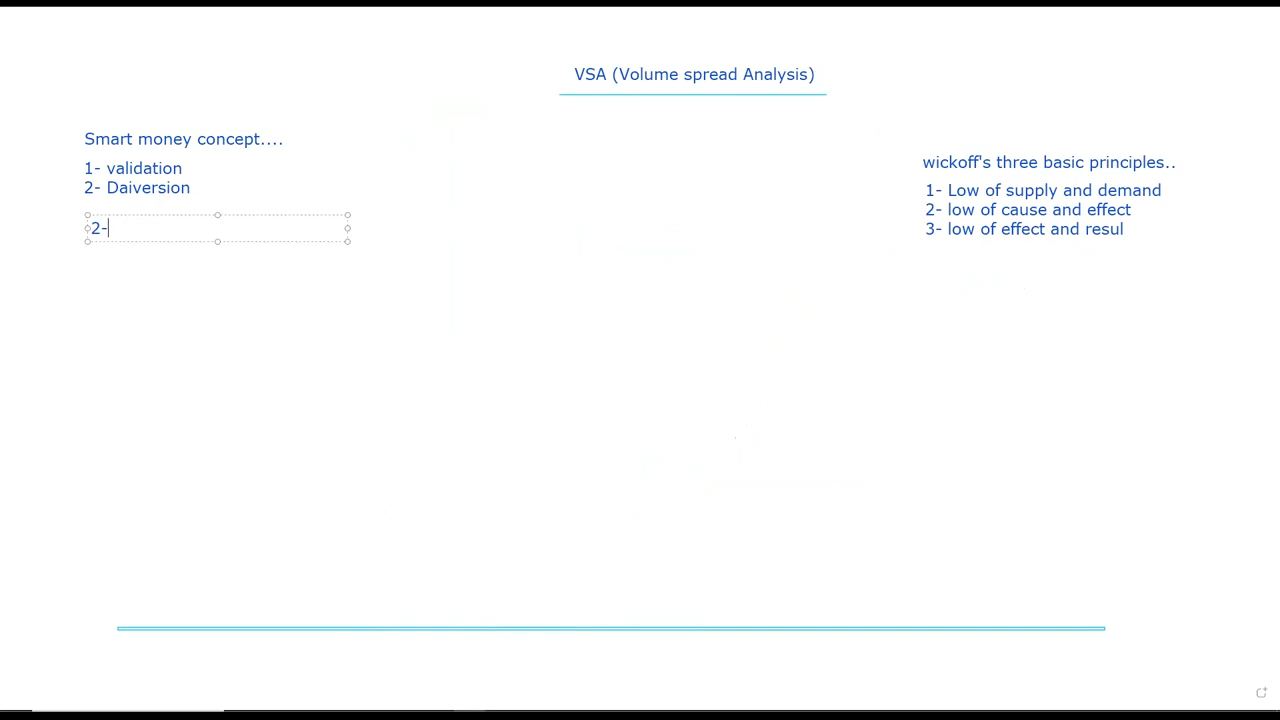 VSA (Volume spread Analysis)
Smart money concept....
1- validation
2- Daiversion
2-
wickoff's three basic principles..
1- Low of supply and demand
2- low of cause and effect
3- low of effect and resul